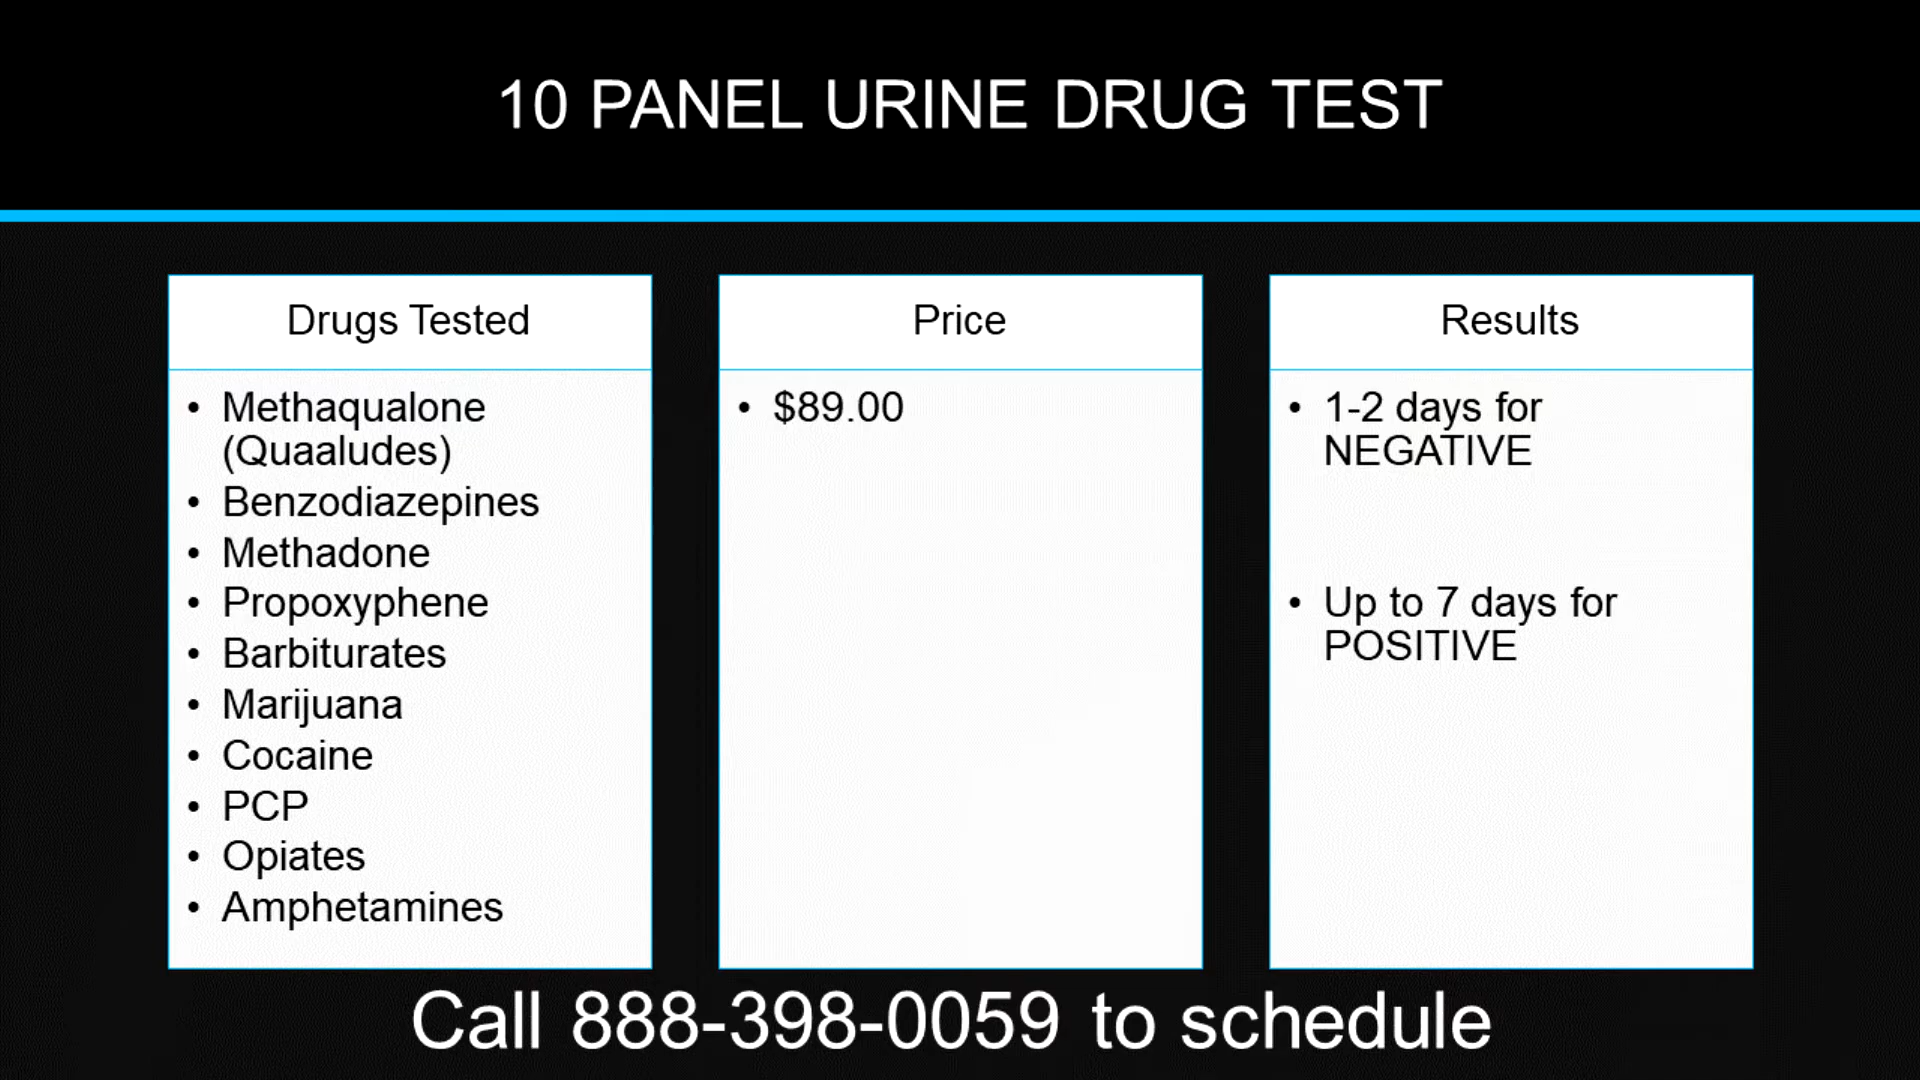 10 PANEL URINE DRUG TEST
Drugs Tested
• Methaqualone
(Quaaludes)
• Benzodiazepines
• Methadone
• Propoxyphene
• Barbiturates
• Marijuana
• Cocaine
• PCP
• Opiates
• Amphetamines
Price
• $89.00
Results
• 1-2 days for
NEGATIVE
• Up to 7 days for
POSITIVE
Call 888-398-0059 to schedule